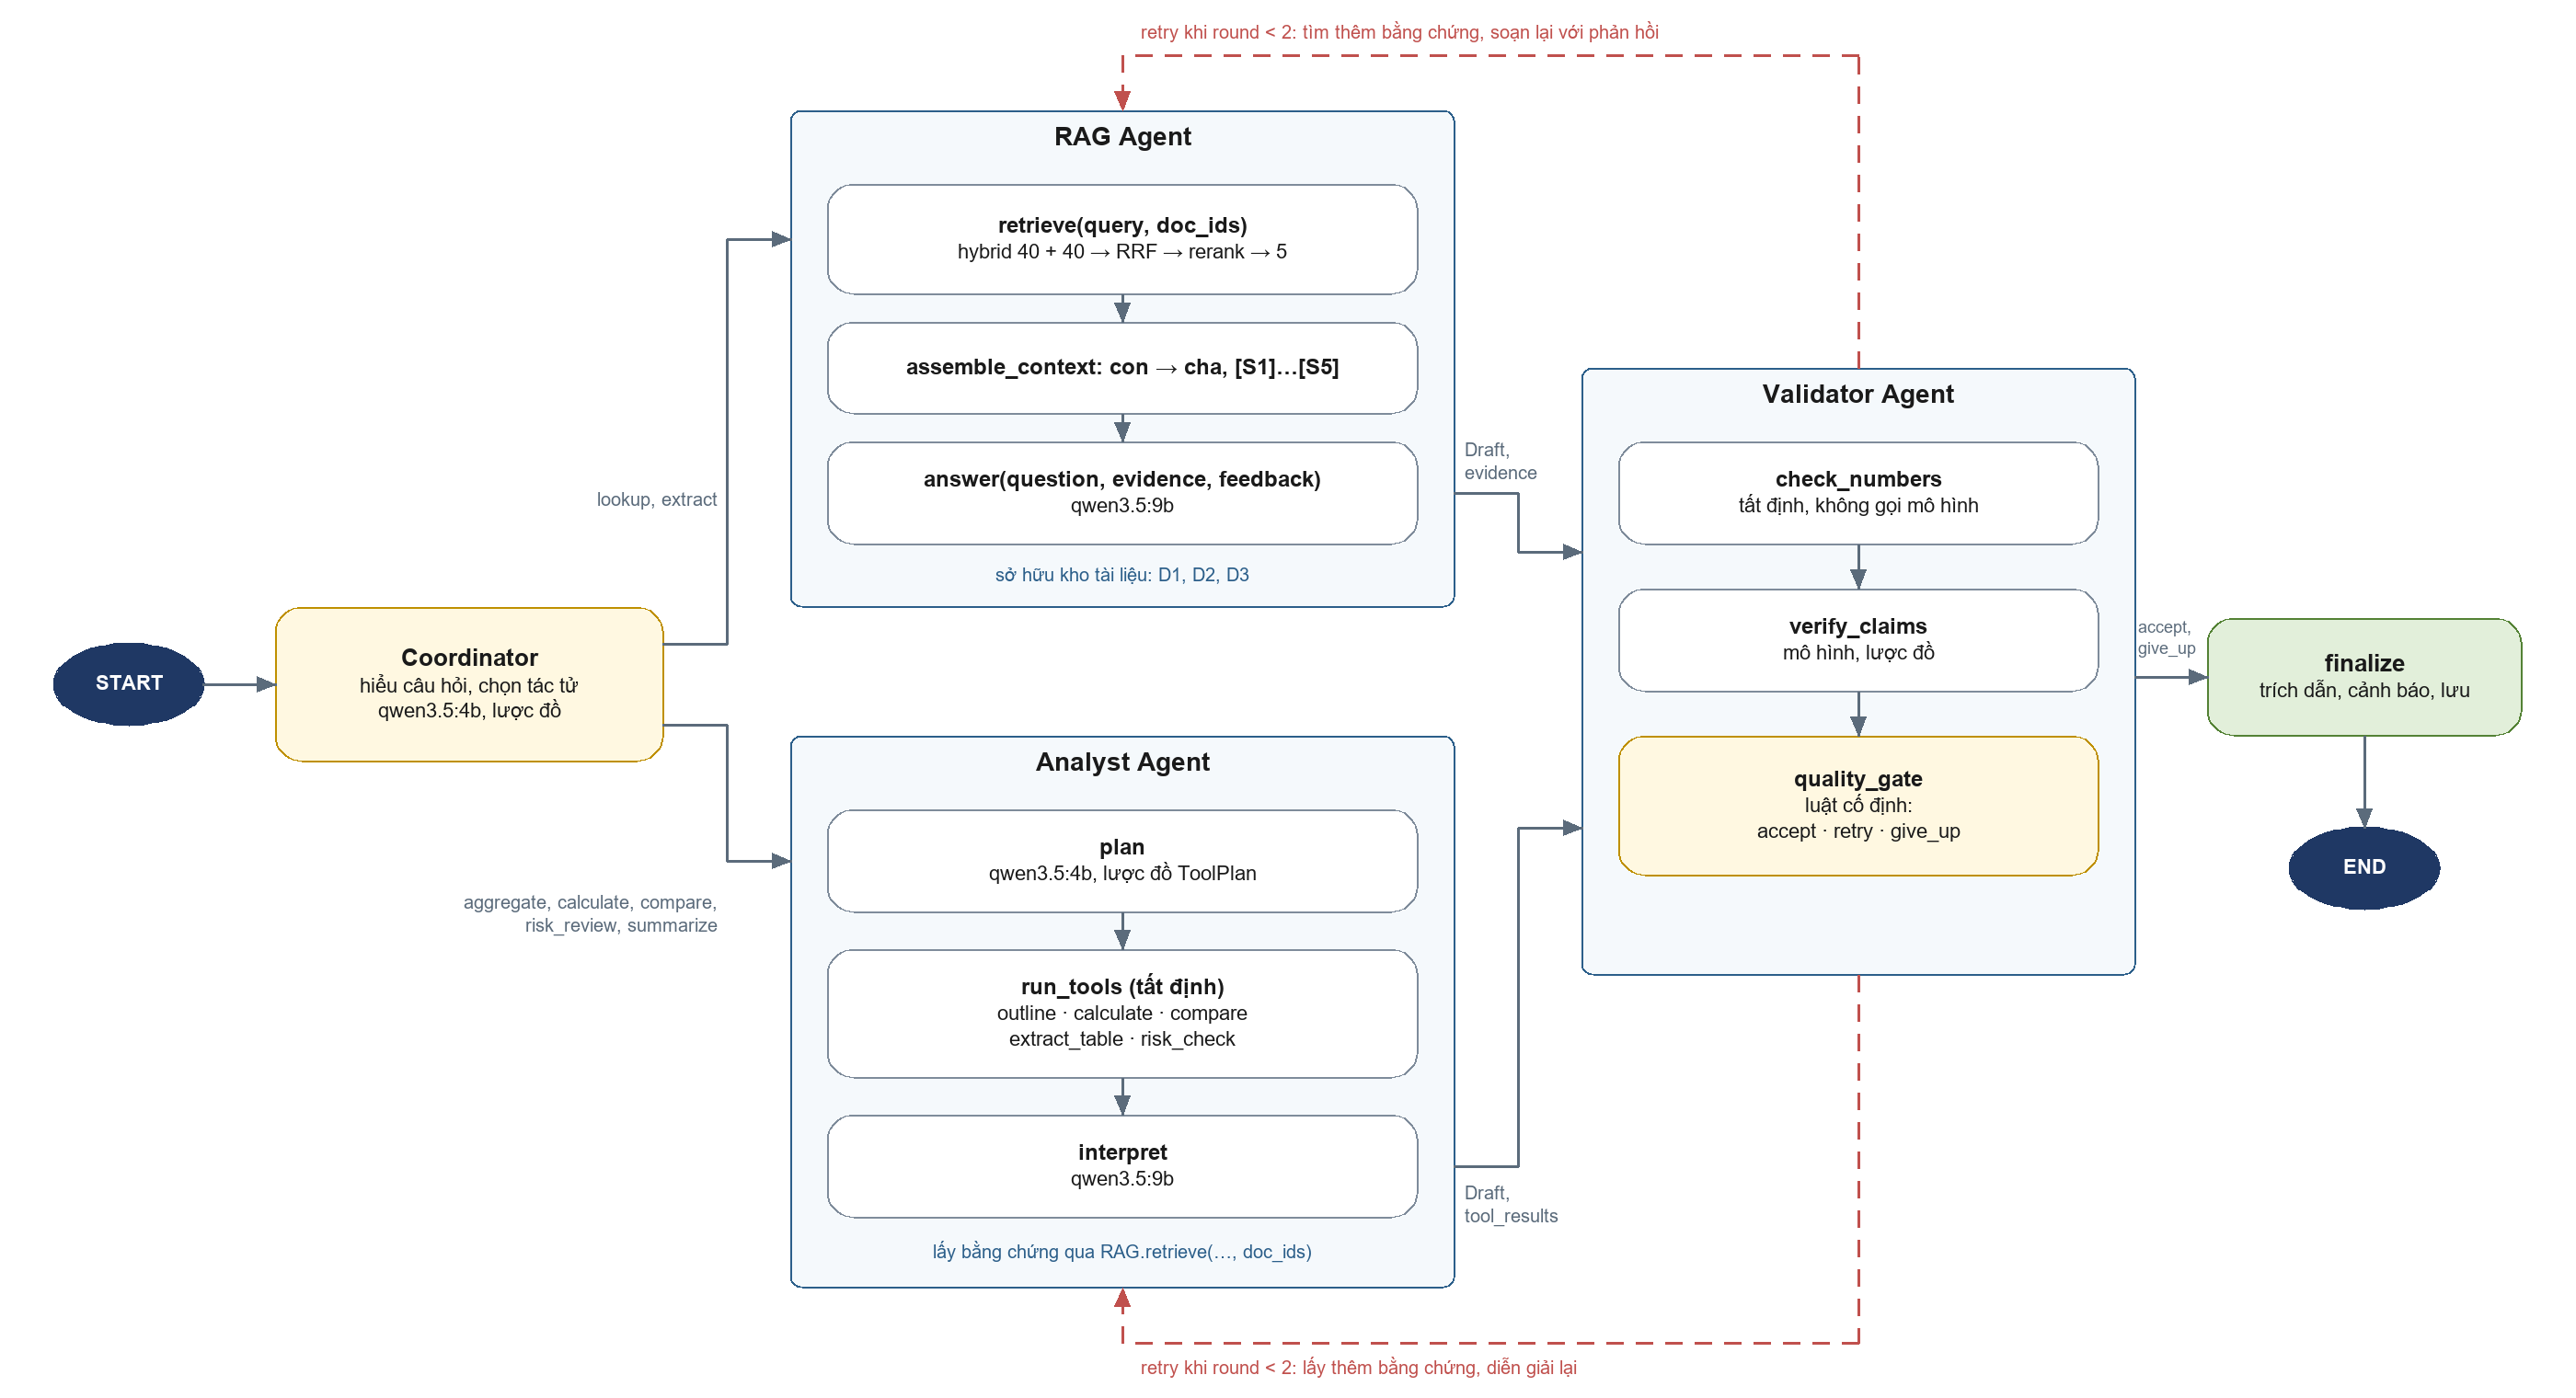 retry khi round < 2: tìm thêm bằng chứng, soạn lại với phản hồi
RAG Agent
retrieve(query, doc_ids)
hybrid 40 + 40 → RRF → rerank → 5
assemble_context: con → cha, [S1]…[S5]
answer(question, evidence, feedback)
qwen3.5:9b
sở hữu kho tài liệu: D1, D2, D3
lookup, extract
START
Coordinator
hiểu câu hỏi, chọn tác tử
qwen3.5:4b, lược đồ
aggregate, calculate, compare,
risk_review, summarize
Analyst Agent
plan
qwen3.5:4b, lược đồ ToolPlan
run_tools (tất định)
outline · calculate · compare
extract_table · risk_check
interpret
qwen3.5:9b
lấy bằng chứng qua RAG.retrieve(…, doc_ids)
Draft,
evidence
Draft,
tool_results
Validator Agent
check_numbers
tất định, không gọi mô hình
verify_claims
mô hình, lược đồ
quality_gate
luật cố định:
accept · retry · give_up
accept,
give_up
finalize
trích dẫn, cảnh báo, lưu
END
retry khi round < 2: lấy thêm bằng chứng, diễn giải lại